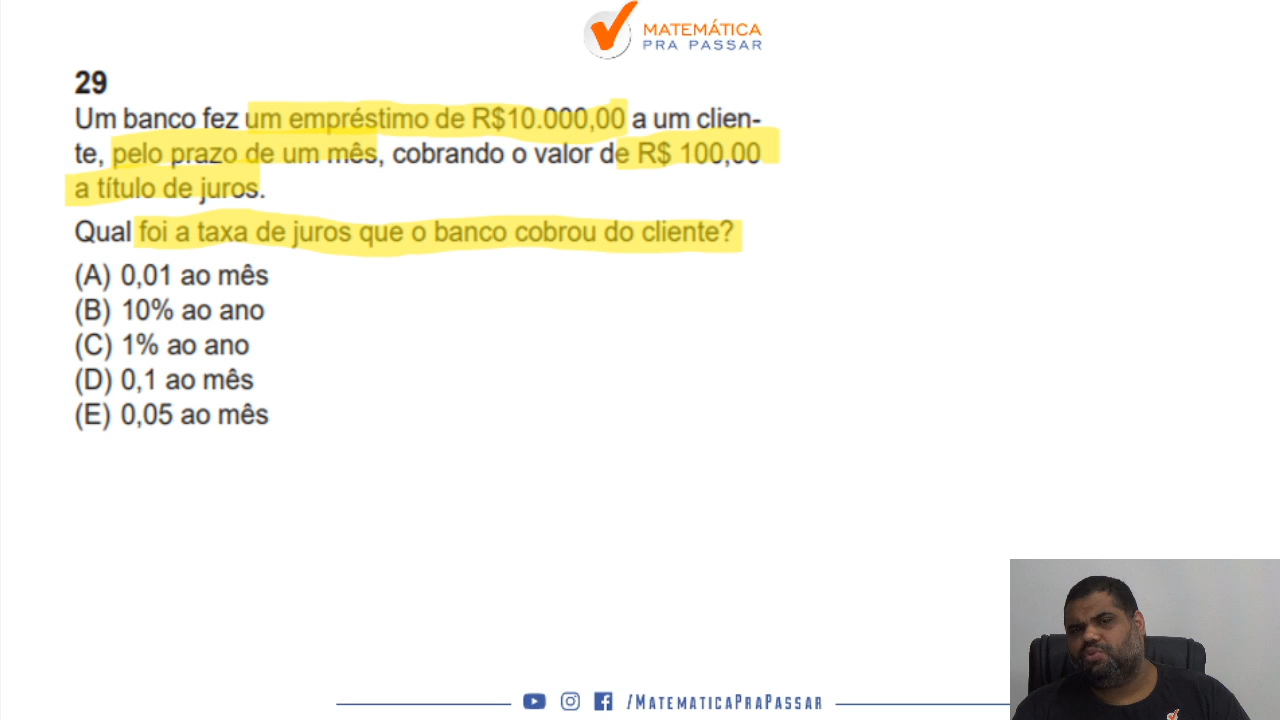 MATEMÁTICA
PRA PASSAR
29
Um banco fez um empréstimo de R$10.000,00 a um clien-
te, pelo prazo de um mês, cobrando o valor de R$ 100,00
a título de juros.
Qual foi a taxa de juros que o banco cobrou do cliente?
(A) 0,01 ao mês
(B) 10% ao ano
(C) 1% ao ano
(D) 0,1 ao mês
(E) 0,05 ao mês
/MATEMATICAPRAPASSAR